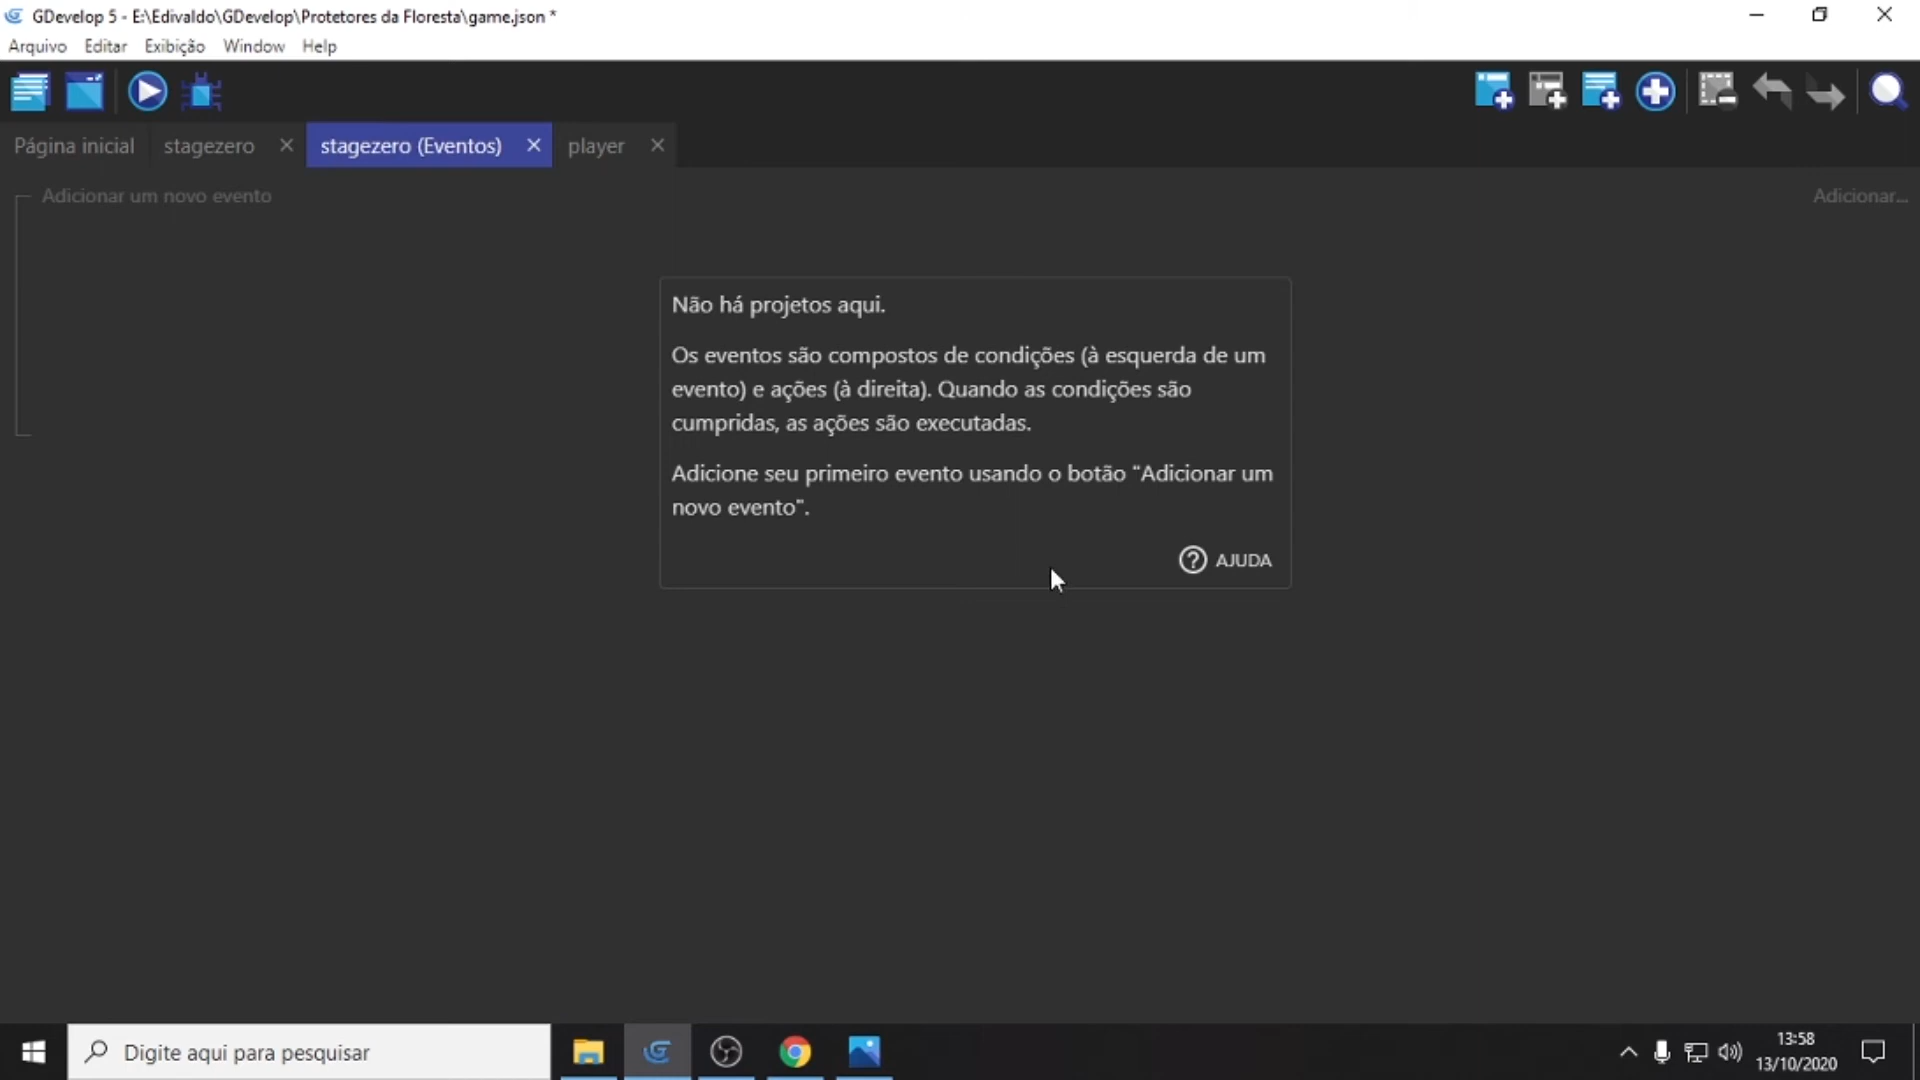 GDevelop 5 - E:\Edivaldo\GDevelop\Protetores da Floresta\game.json *
Arquivo Editar Exibição Window Help
Página inicial stagezero stagezero (Eventos) player
Adicionar um novo evento Adicionar...
Não há projetos aqui.
Os eventos são compostos de condições (à esquerda de um
evento) e ações (à direita). Quando as condições são
cumpridas, as ações são executadas.
Adicione seu primeiro evento usando o botão “Adicionar um
novo evento”.
AJUDA
Digite aqui para pesquisar
13:58
13/10/2020